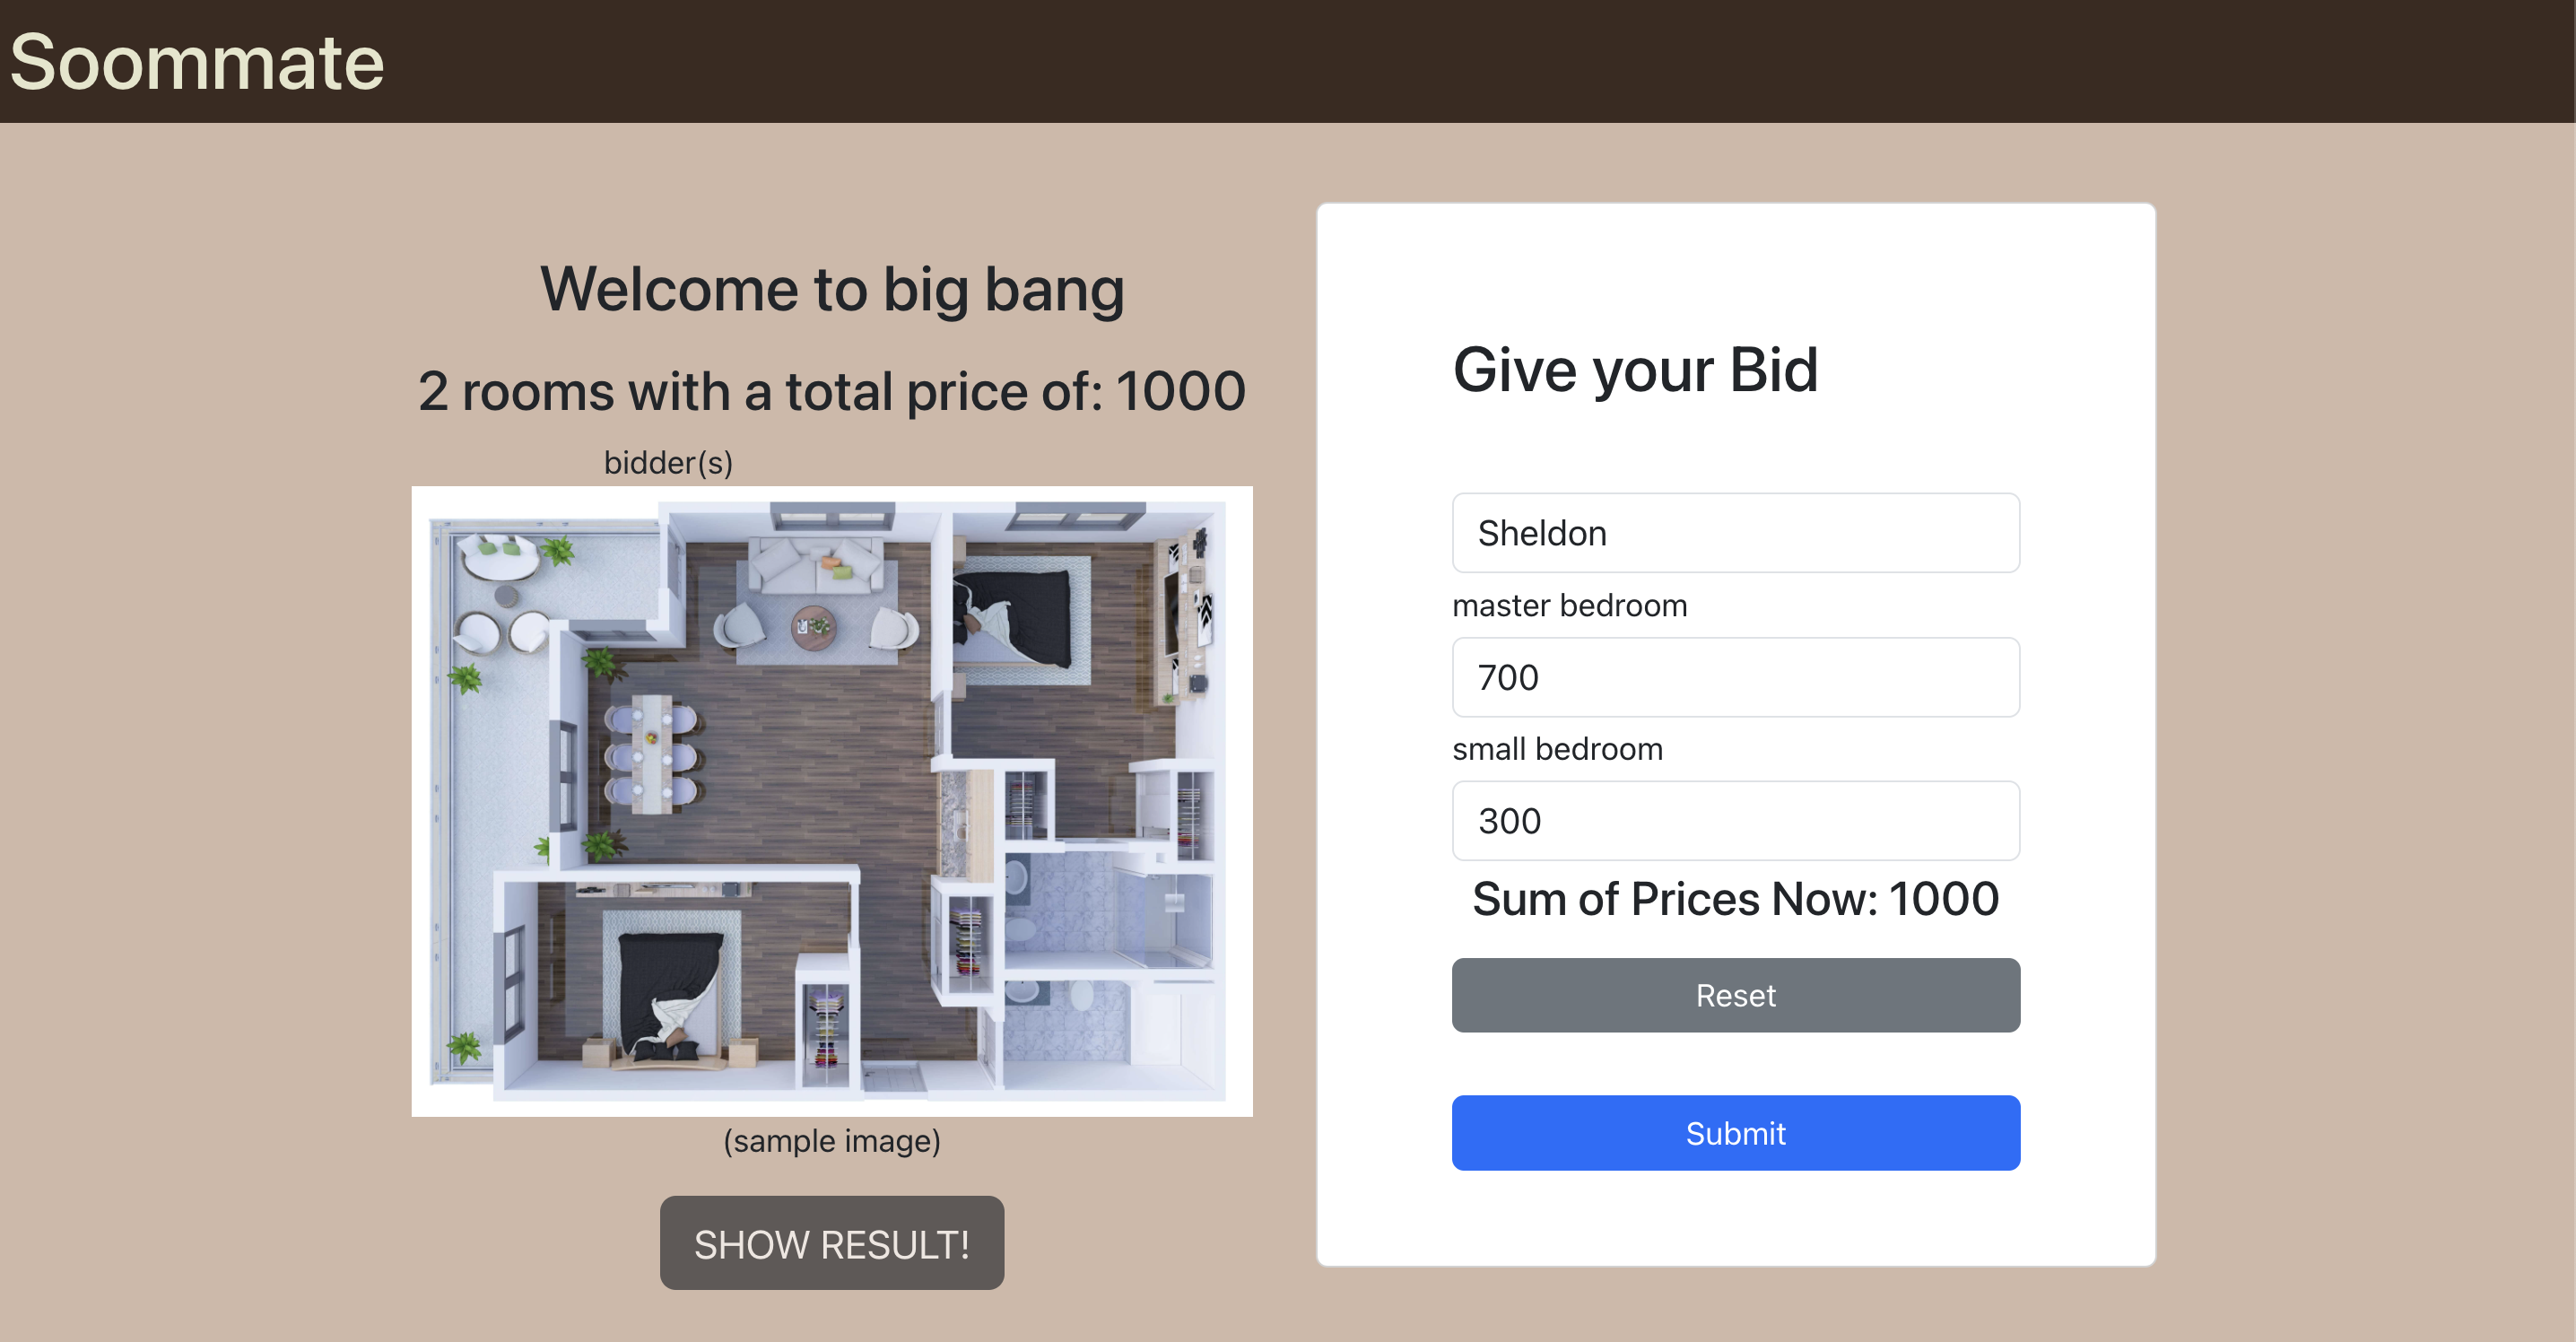 Soommate
Welcome to big bang
2 rooms with a total price of: 1000
bidder(s)
(sample image)
SHOW RESULT!
Give your Bid
Sheldon
master bedroom
700
small bedroom
300
Sum of Prices Now: 1000
Reset
Submit